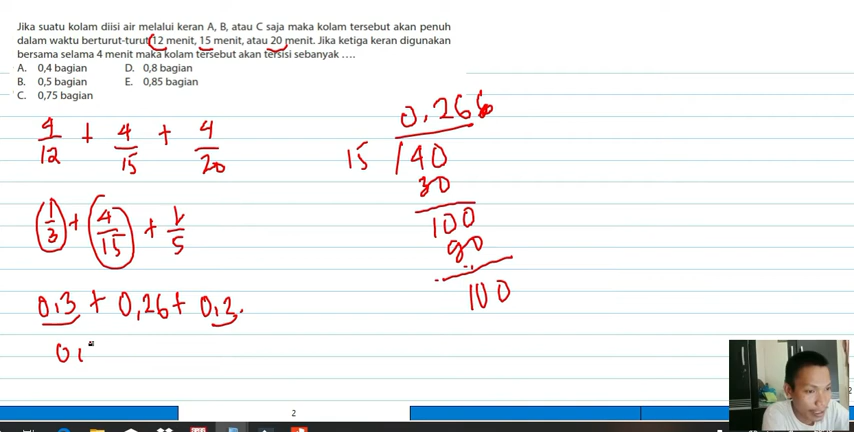 Jika suatu kolam diisi air melalui keran A, B, atau C saja maka kolam tersebut akan penuh
dalam waktu berturut-turut 12 menit, 15 menit, atau 20 menit. Jika ketiga keran digunakan
bersama selama 4 menit maka kolam tersebut akan tersisi sebanyak ….
A. 0,4 bagian D. 0,8 bagian
B. 0,5 bagian E. 0,85 bagian
C. 0,75 bagian
4/12 + 4/15 + 4/20
1/3 + 4/15 + 1/5
0,3 + 0,26 + 0,3.
0,
0,266
15 40
30
100
90
100
2
2